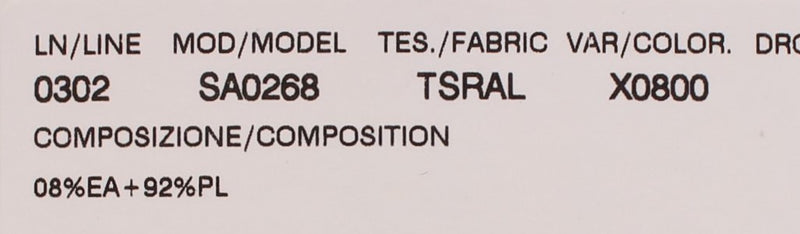 LN/LINE MOD/MODEL TES./FABRIC VAR/COLOR.
0302 SA0268 TSRAL X0800
COMPOSIZIONE/COMPOSITION
08%EA+92%PL